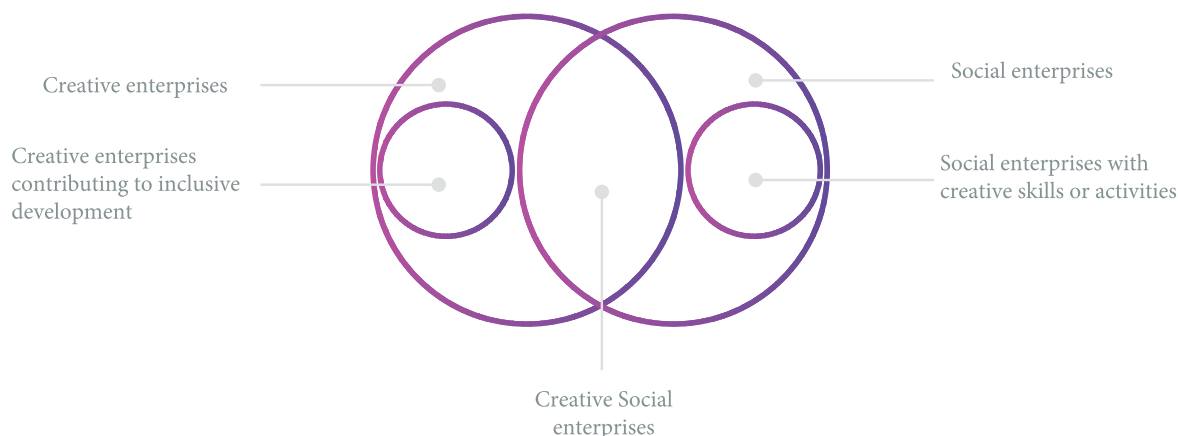 Creative enterprises
Social enterprises
Creative enterprises
contributing to inclusive
development
Social enterprises with
creative skills or activities
Creative Social
enterprises